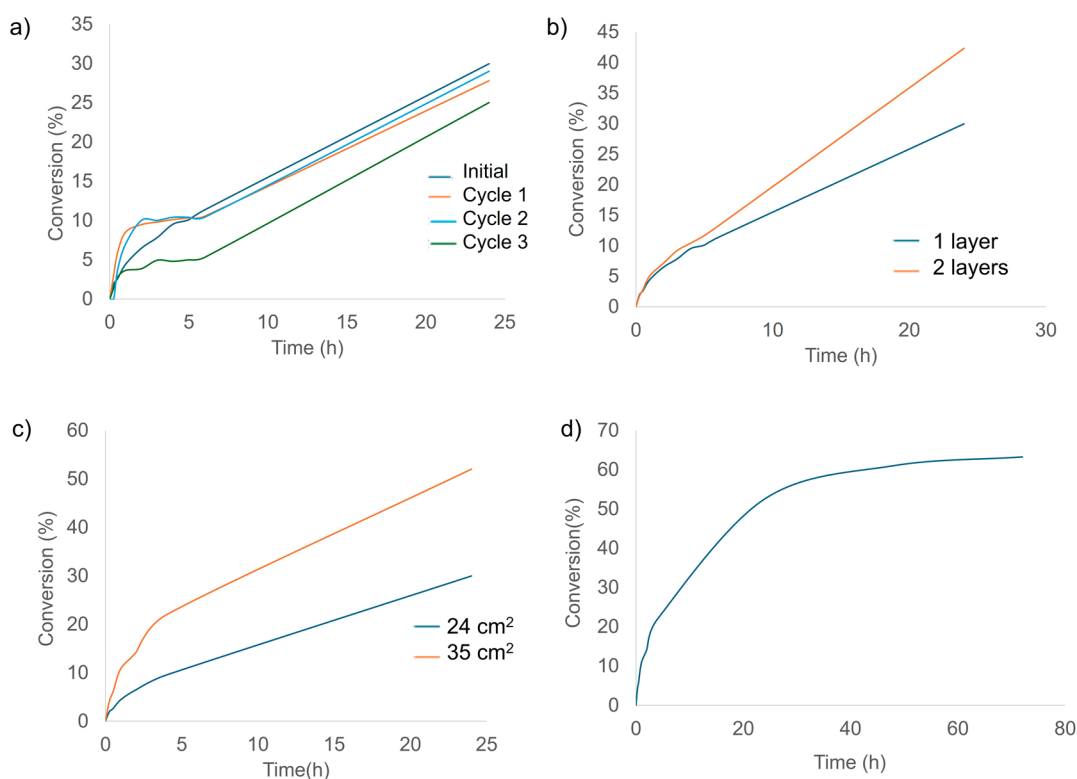 a)
35
30
25
20
15
10
5
0
Conversion (%)
0 5 10 15 20 25
Time (h)
Initial
Cycle 1
Cycle 2
Cycle 3
b)
45
40
35
30
25
20
15
10
5
0
Conversion (%)
0 10 20 30
Time (h)
1 layer
2 layers
c)
60
50
40
30
20
10
0
Conversion (%)
0 5 10 15 20 25
Time(h)
24 cm²
35 cm²
d)
70
60
50
40
30
20
10
0
Conversion(%)
0 20 40 60 80
Time (h)